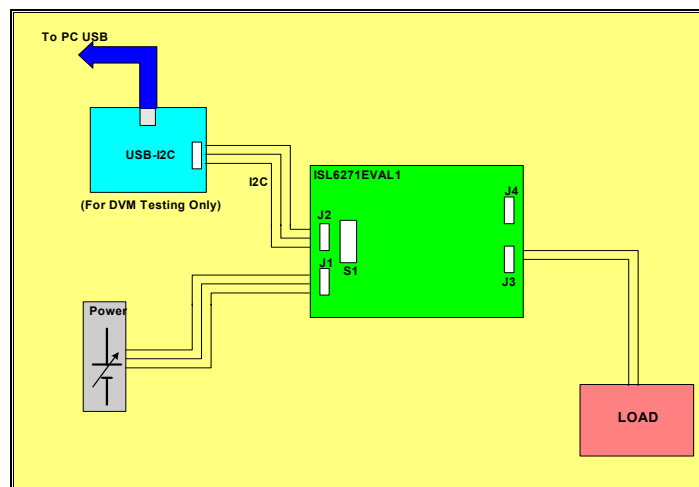 To PC USB
USB-I2C
(For DVM Testing Only)
I2C
ISL6271EVAL1
J4
J2
J1
S1
J3
Power
LOAD